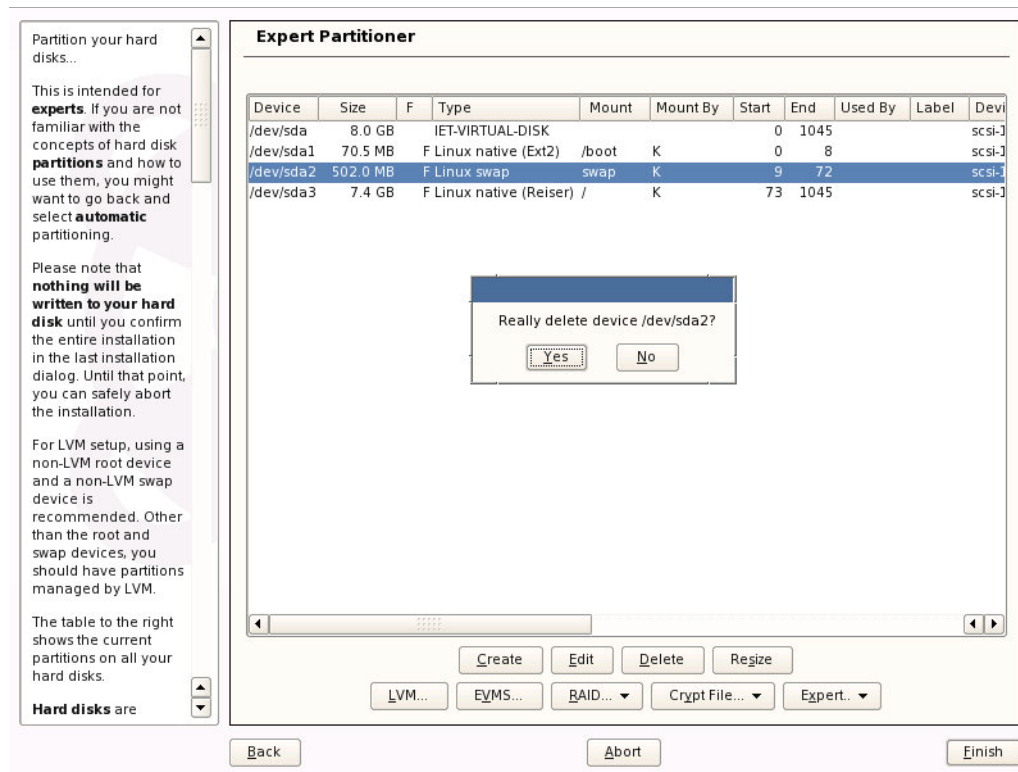 Partition your hard
disks...
This is intended for
experts. If you are not
familiar with the
concepts of hard disk
partitions and how to
use them, you might
want to go back and
select automatic
partitioning.
Please note that
nothing will be
written to your hard
disk until you confirm
the entire installation
in the last installation
dialog. Until that point,
you can safely abort
the installation.
For LVM setup, using a
non-LVM root device
and a non-LVM swap
device is
recommended. Other
than the root and
swap devices, you
should have partitions
managed by LVM.
The table to the right
shows the current
partitions on all your
hard disks.
Hard disks are
Expert Partitioner
Device Size F Type Mount Mount By Start End Used By Label Devi
/dev/sda 8.0 GB IET-VIRTUAL-DISK 0 1045 scsi-1
/dev/sda1 70.5 MB F Linux native (Ext2) /boot K 0 8 scsi-1
/dev/sda2 502.0 MB F Linux swap swap K 9 72 scsi-1
/dev/sda3 7.4 GB F Linux native (Reiser) / K 73 1045 scsi-1
Really delete device /dev/sda2?
Yes No
Create Edit Delete Resize
LVM... EVMS... RAID... Crypt File... Expert..
Back Abort Finish